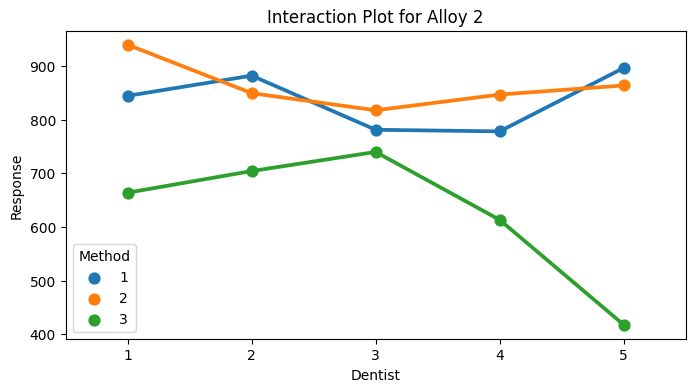 Interaction Plot for Alloy 2
Response
900
800
700
600
500
400
Method
1
2
3
1 2 3 4 5
Dentist